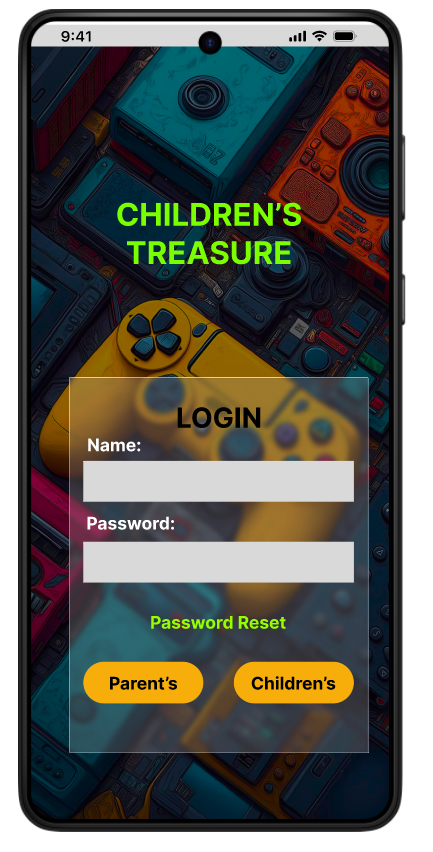 9:41
CHILDREN’S
TREASURE
LOGIN
Name:
Password:
Password Reset
Parent’s
Children’s